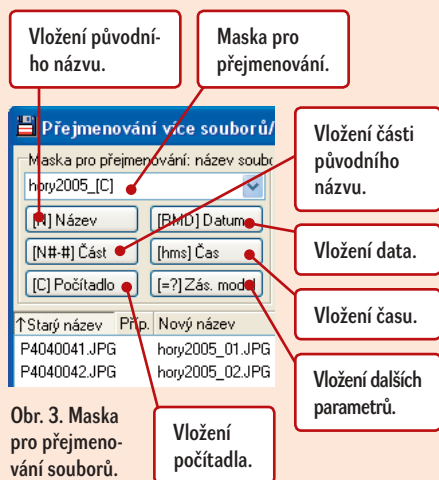 Vložení původní-
ho názvu.
Maska pro
přejmenování.
Přejmenování více souborů/
Maska pro přejmenování: název soubo
hory2005_[C]
[N] Název
[RMD] Datum
[N#-#] Část
[hms] Čas
[C] Počítadlo
[=?] Zás. model
Vložení části
původního
názvu.
Vložení data.
Vložení času.
Vložení dalších
parametrů.
↑Starý název Příp. Nový název
P4040041.JPG hory2005_01.JPG
P4040042.JPG hory2005_02.JPG
Obr. 3. Maska
pro přejmeno-
vání souborů.
Vložení
počítadla.